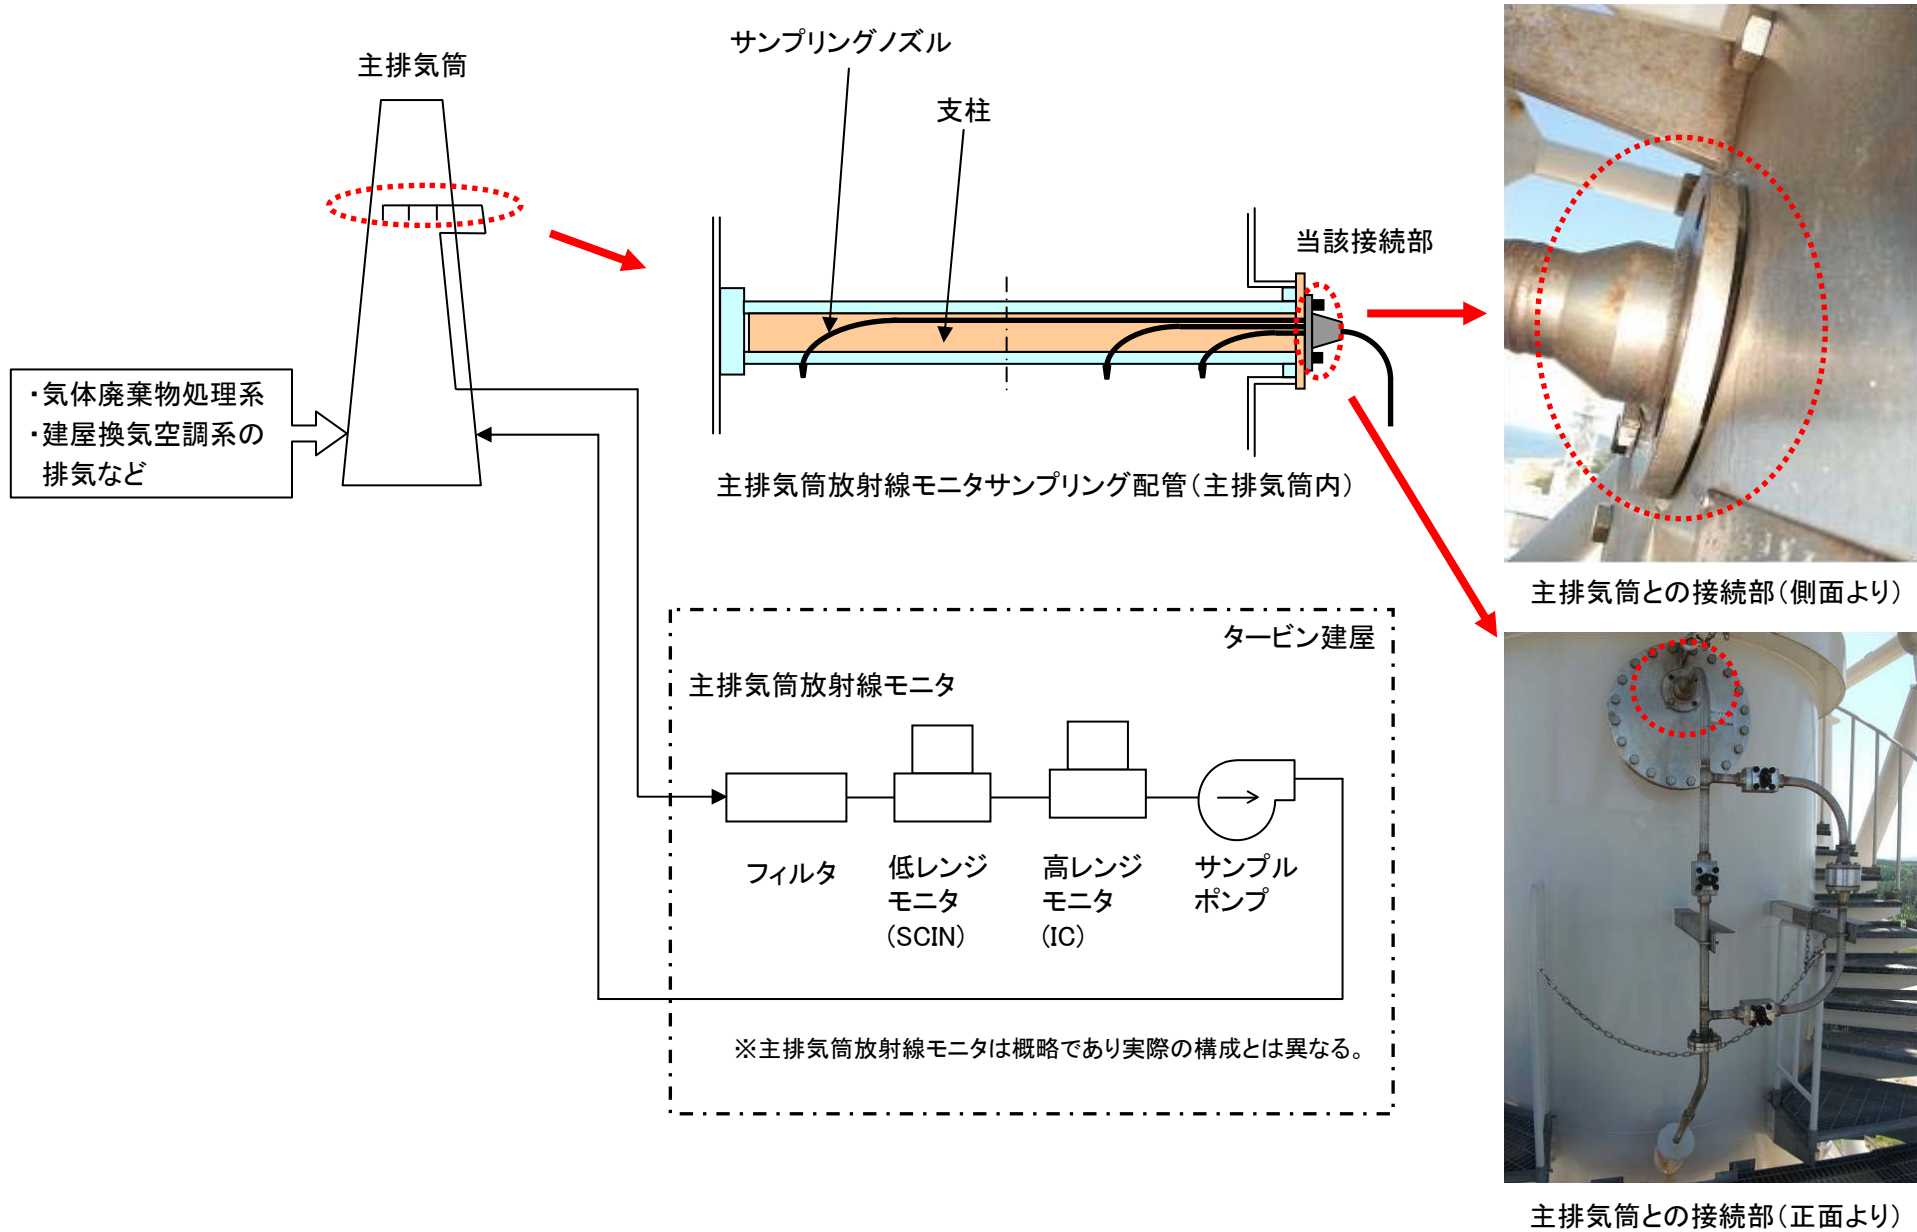 主排気筒
サンプリングノズル
支柱
当該接続部
・気体廃棄物処理系
・建屋換気空調系の
排気など
主排気筒放射線モニタサンプリング配管（主排気筒内）
主排気筒との接続部（側面より）
タービン建屋
主排気筒放射線モニタ
フィルタ
低レンジ
モニタ
（SCIN）
高レンジ
モニタ
（IC）
サンプル
ポンプ
※主排気筒放射線モニタは概略であり実際の構成とは異なる。
主排気筒との接続部（正面より）